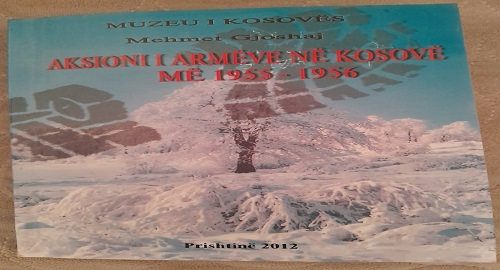 MUZEU I KOSOVËS
Mehmet Gjoshaj
AKSIONI I ARMËVE NË KOSOVË
MË 1955 - 1956
Prishtinë 2012